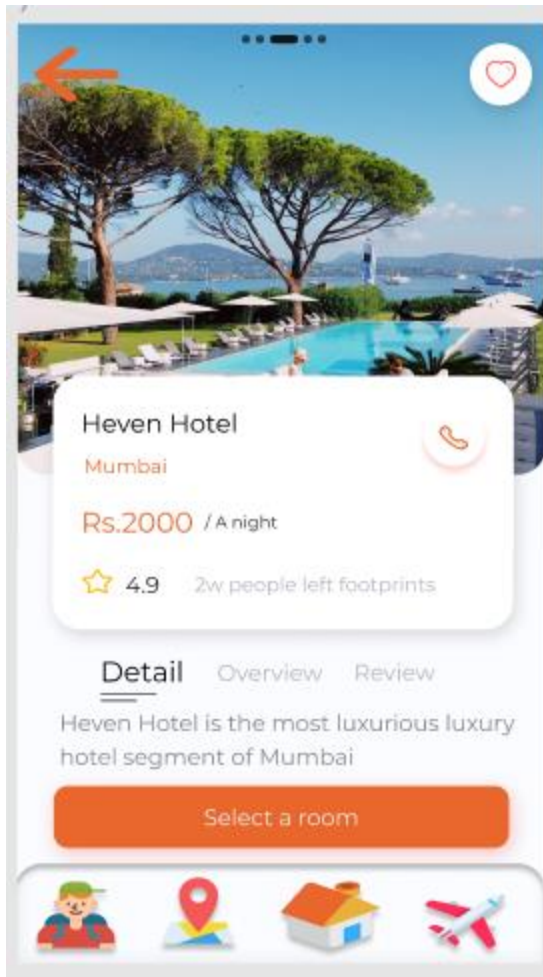 Heven Hotel
Mumbai
Rs.2000 / A night
4.9 2w people left footprints
Detail Overview Review
Heven Hotel is the most luxurious luxury
hotel segment of Mumbai
Select a room